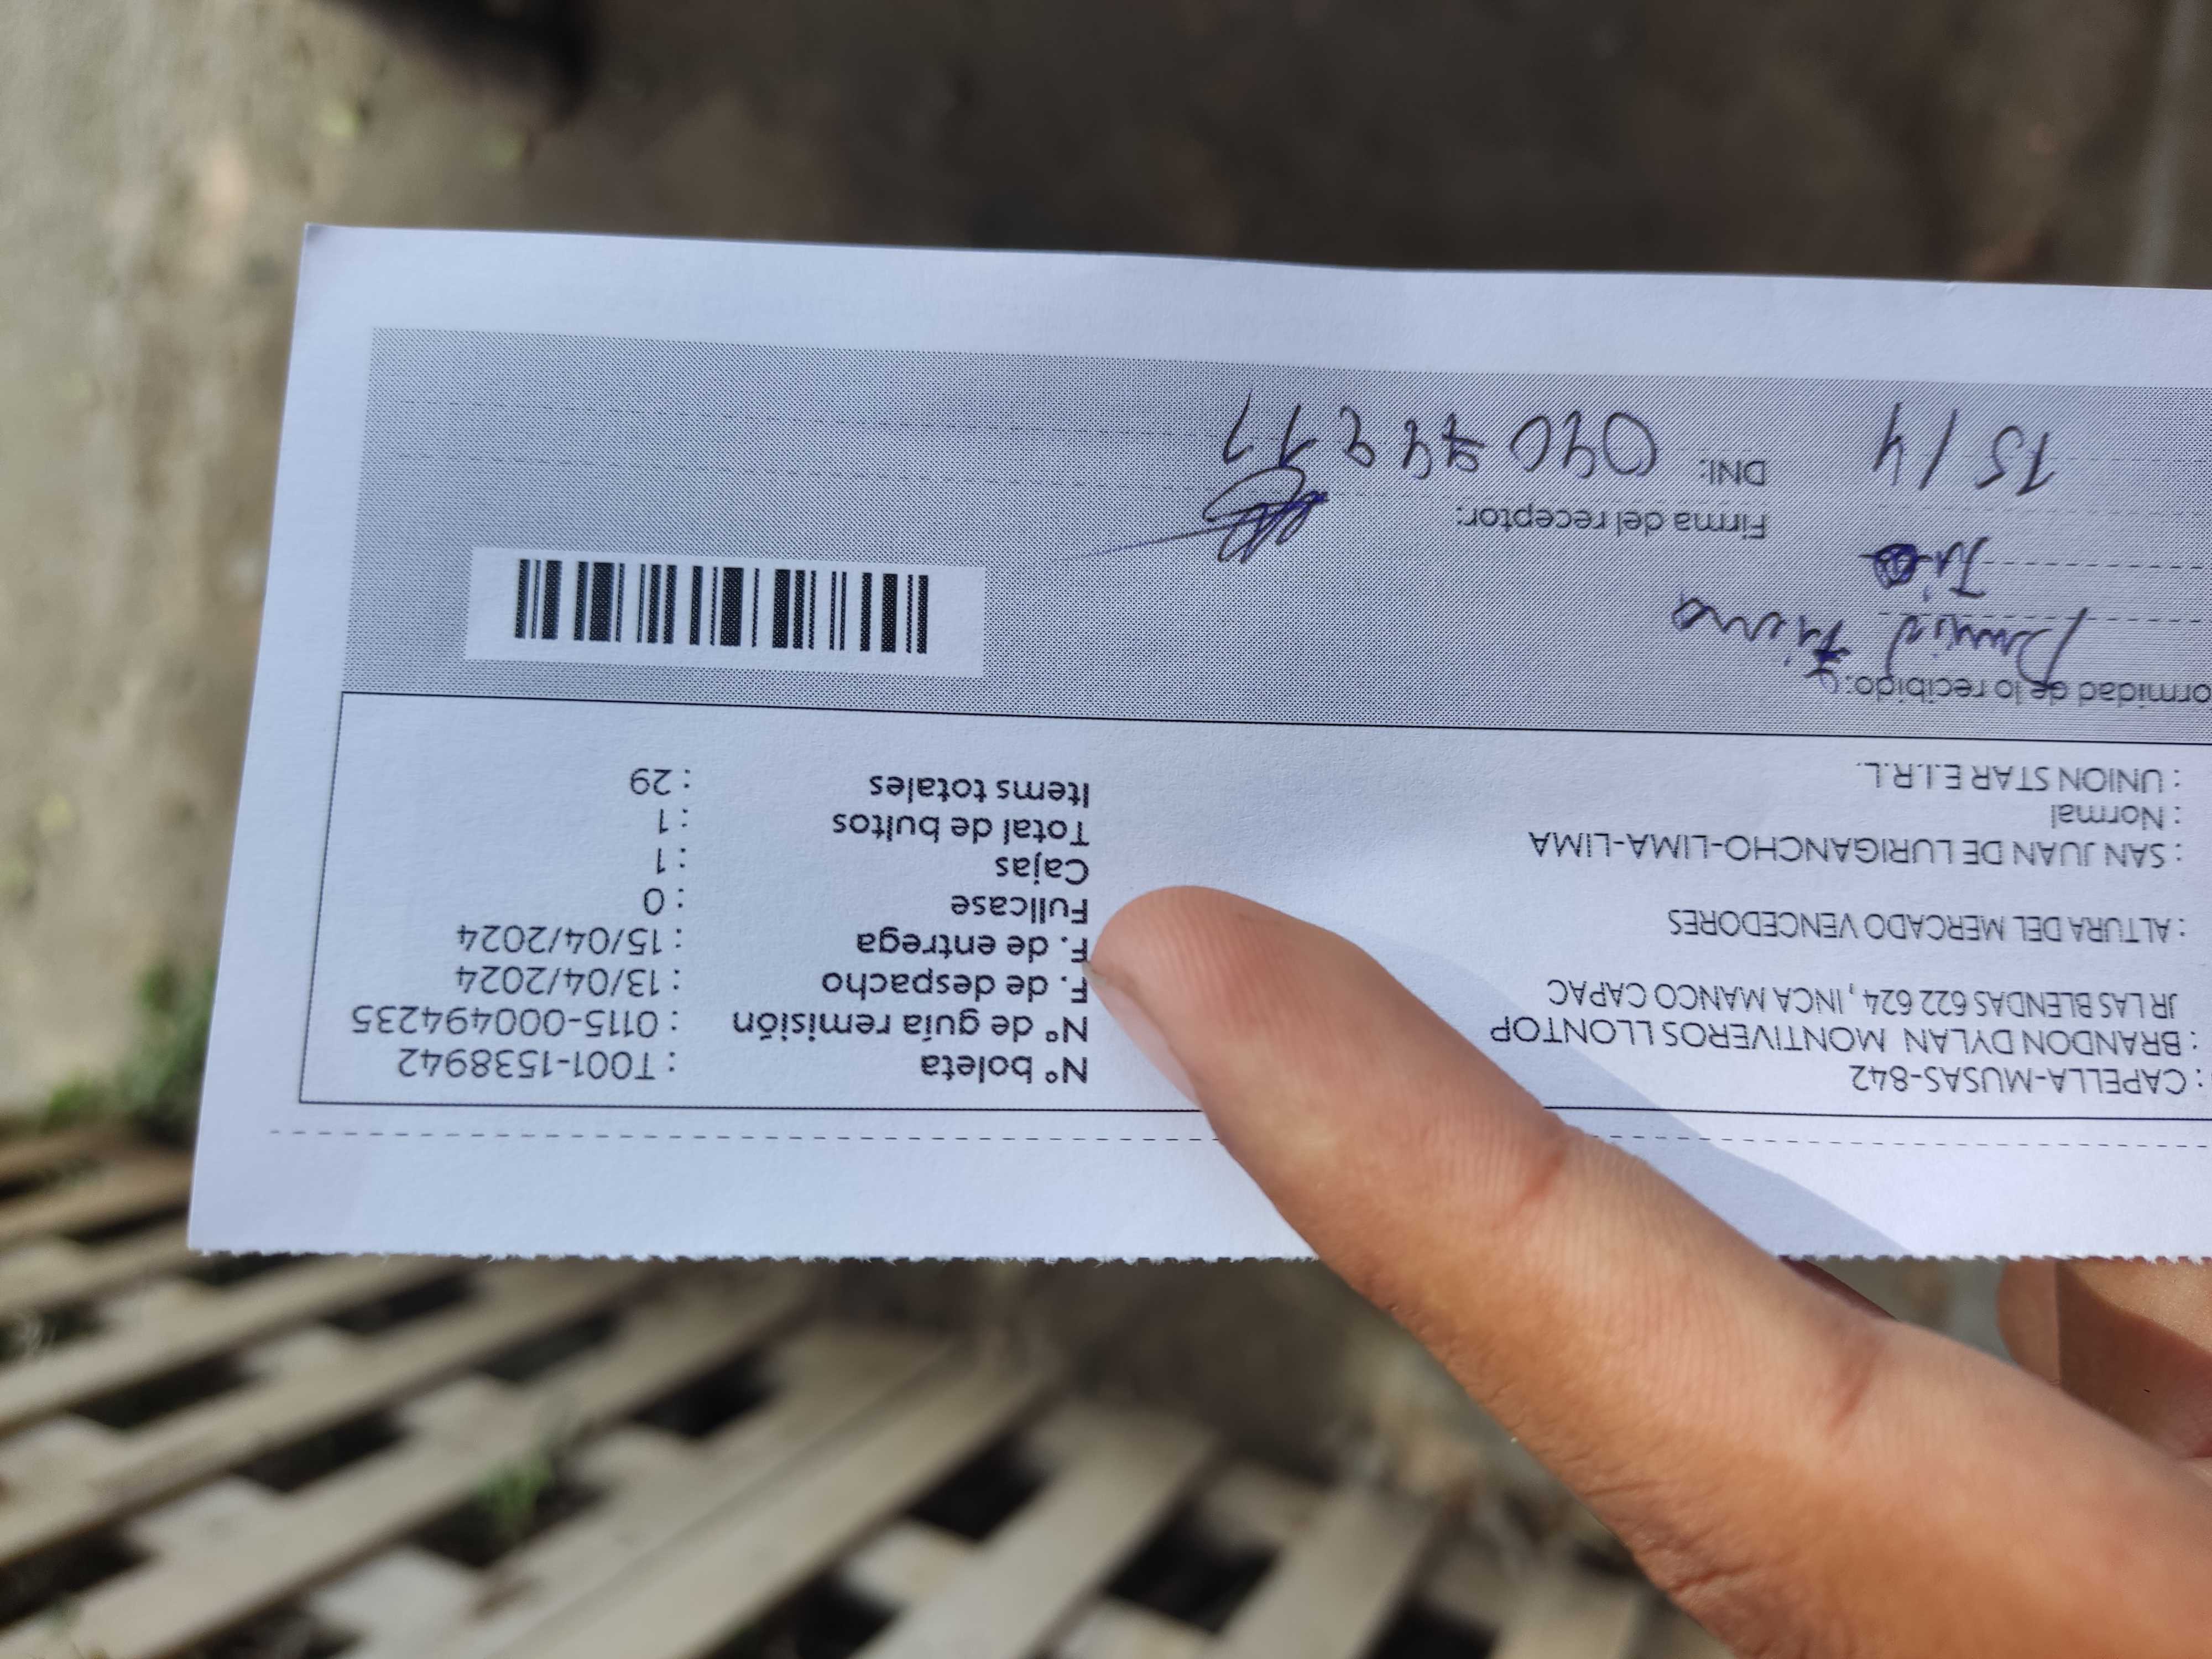 : CAPELLA-MUSAS-842
: BRANDON DYLAN MONTIVEROS LLONTOP
JR LAS BLENDAS 622 624 , INCA MANCO CAPAC
: ALTURA DEL MERCADO VENCEDORES
: SAN JUAN DE LURIGANCHO-LIMA-LIMA
: Normal
: UNION STAR E.I.R.L.
N° boleta : T001-1538942
N° de guía remisión : 0115-000494235
F. de despacho : 13/04/2024
F. de entrega : 15/04/2024
Fullcase : 0
Cajas : 1
Total de bultos : 1
Items totales : 29
ormidad de lo recibido:
Tio
Firma del receptor:
15/4
DNI: